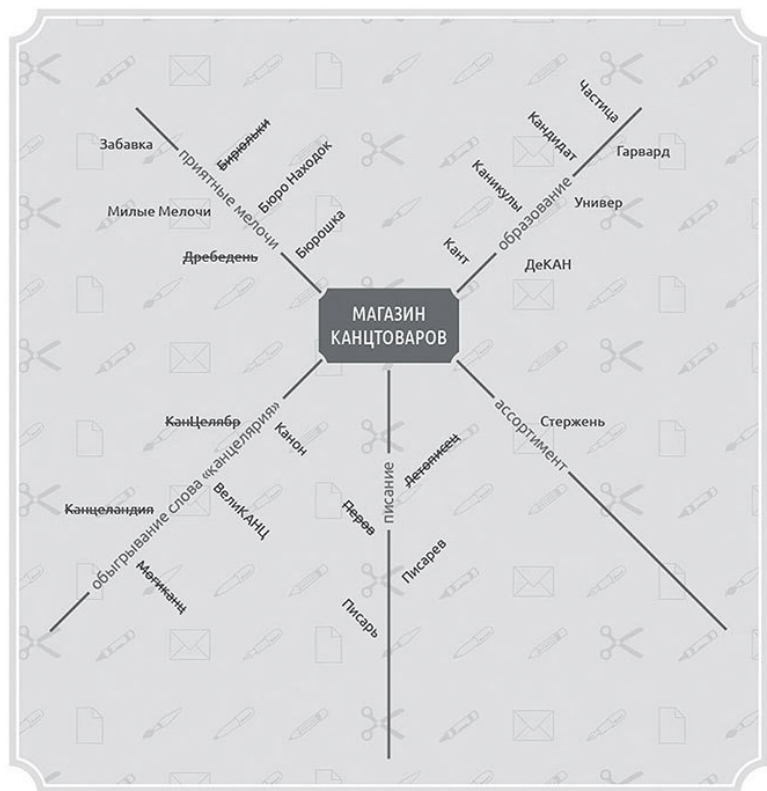 Забавка
приятные мелочи
Бирюльки
Бюро Находок
Милые Мелочи
Бюрошка
Дребедень
Частица
Кандидат
Гарвард
Каникулы
образование
Универ
Кант
ДеКАН
МАГАЗИН
КАНЦТОВАРОВ
КанЦелябр
обыгрывание слова «канцелярия»
Канон
Канцеландия
ВелиКАНЦ
Могиканц
писание
Детописец
Перов
Писарев
Писарь
ассортимент
Стержень